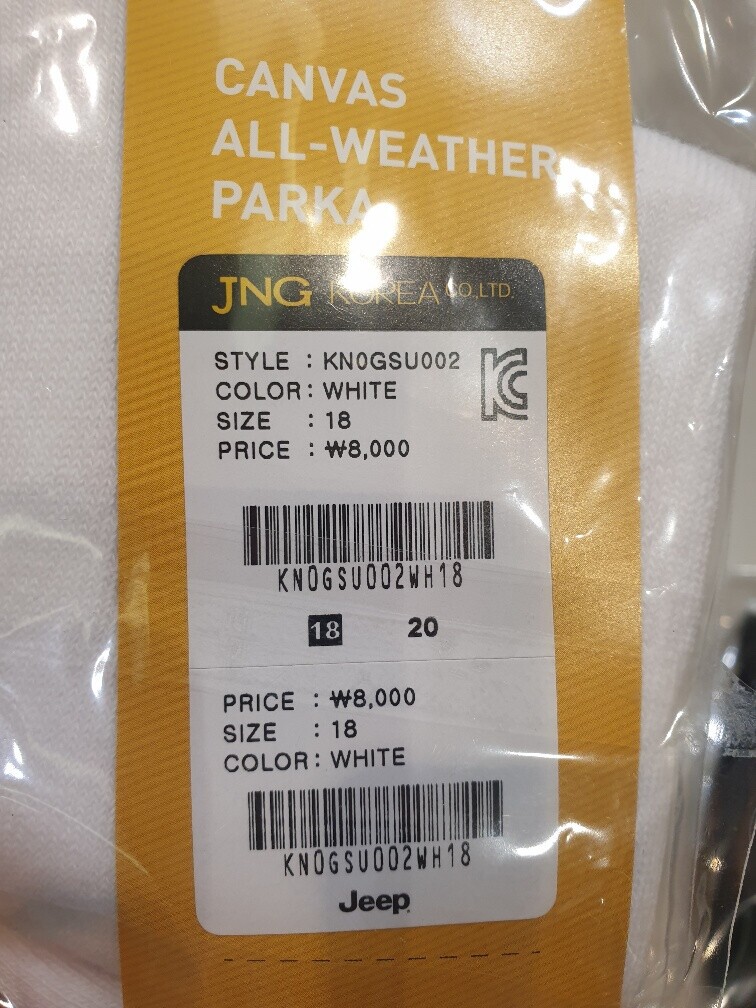 CANVAS
ALL-WEATHER
PARKA
JNG KOREA CO.,LTD.
STYLE : KN0GSU002
COLOR : WHITE
SIZE : 18
PRICE : ₩8,000
KN0GSU002WH18
18 20
PRICE : ₩8,000
SIZE : 18
COLOR : WHITE
KN0GSU002WH18
Jeep